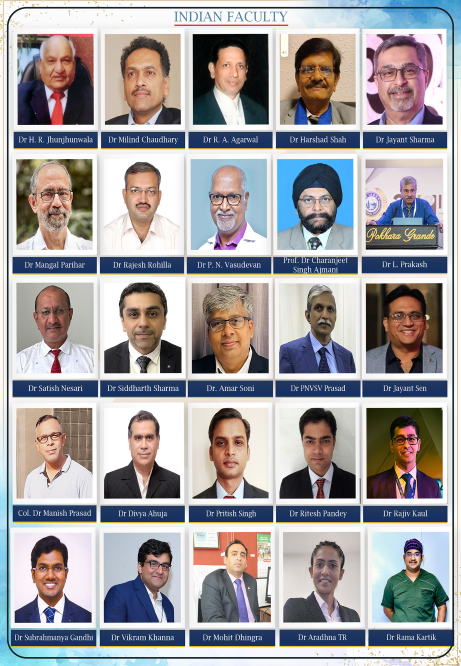 INDIAN FACULTY
Dr H. R. Jhunjhunwala
Dr Milind Chaudhary
Dr R. A. Agarwal
Dr Harshad Shah
Dr Jayant Sharma
Pokhara Grande
Dr Mangal Parihar
Dr Rajesh Rohilla
Dr P. N. Vasudevan
Prof. Dr Charanjeet
Singh Ajmani
Dr L. Prakash
Dr Satish Nesari
Dr Siddharth Sharma
Dr. Amar Soni
Dr PNVSV Prasad
Dr Jayant Sen
Col. Dr Manish Prasad
Dr Divya Ahuja
Dr Pritish Singh
Dr Ritesh Pandey
Dr Rajiv Kaul
Dr Subrahmanya Gandhi
Dr Vikram Khanna
Dr Mohit Dhingra
Dr Aradhna TR
Dr Rama Kartik